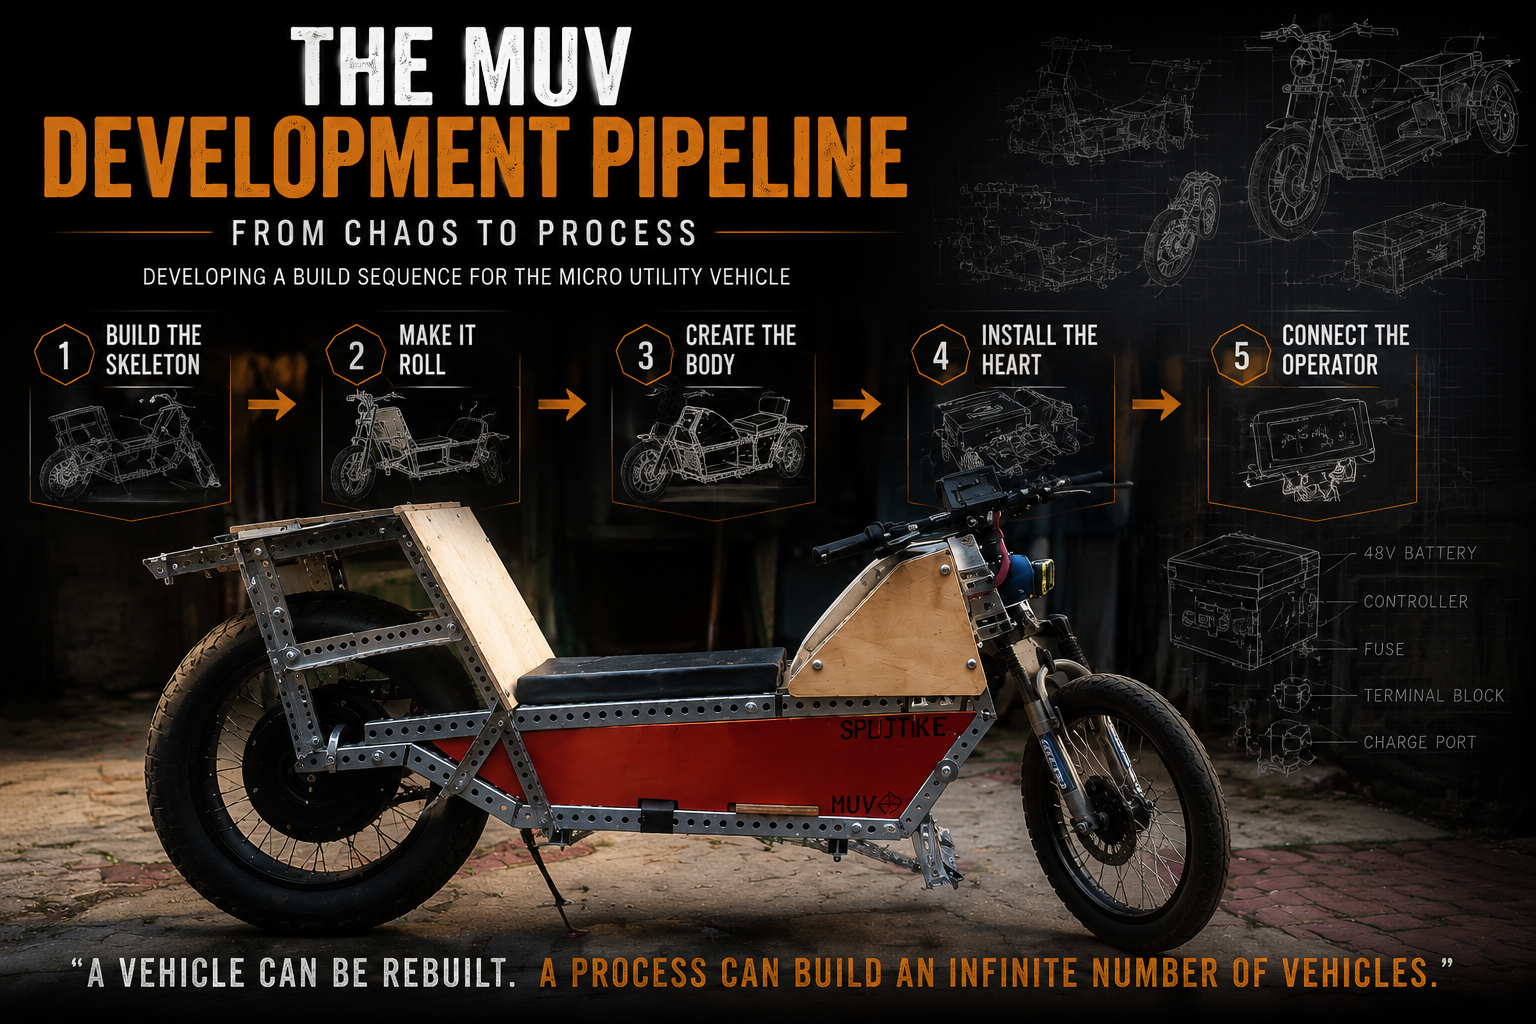 THE MUV
DEVELOPMENT PIPELINE
FROM CHAOS TO PROCESS
DEVELOPING A BUILD SEQUENCE FOR THE MICRO UTILITY VEHICLE
1 BUILD THE
SKELETON
2 MAKE IT
ROLL
3 CREATE THE
BODY
4 INSTALL THE
HEART
5 CONNECT THE
OPERATOR
48V BATTERY
CONTROLLER
FUSE
TERMINAL BLOCK
CHARGE PORT
MUV
“A VEHICLE CAN BE REBUILT. A PROCESS CAN BUILD AN INFINITE NUMBER OF VEHICLES.”